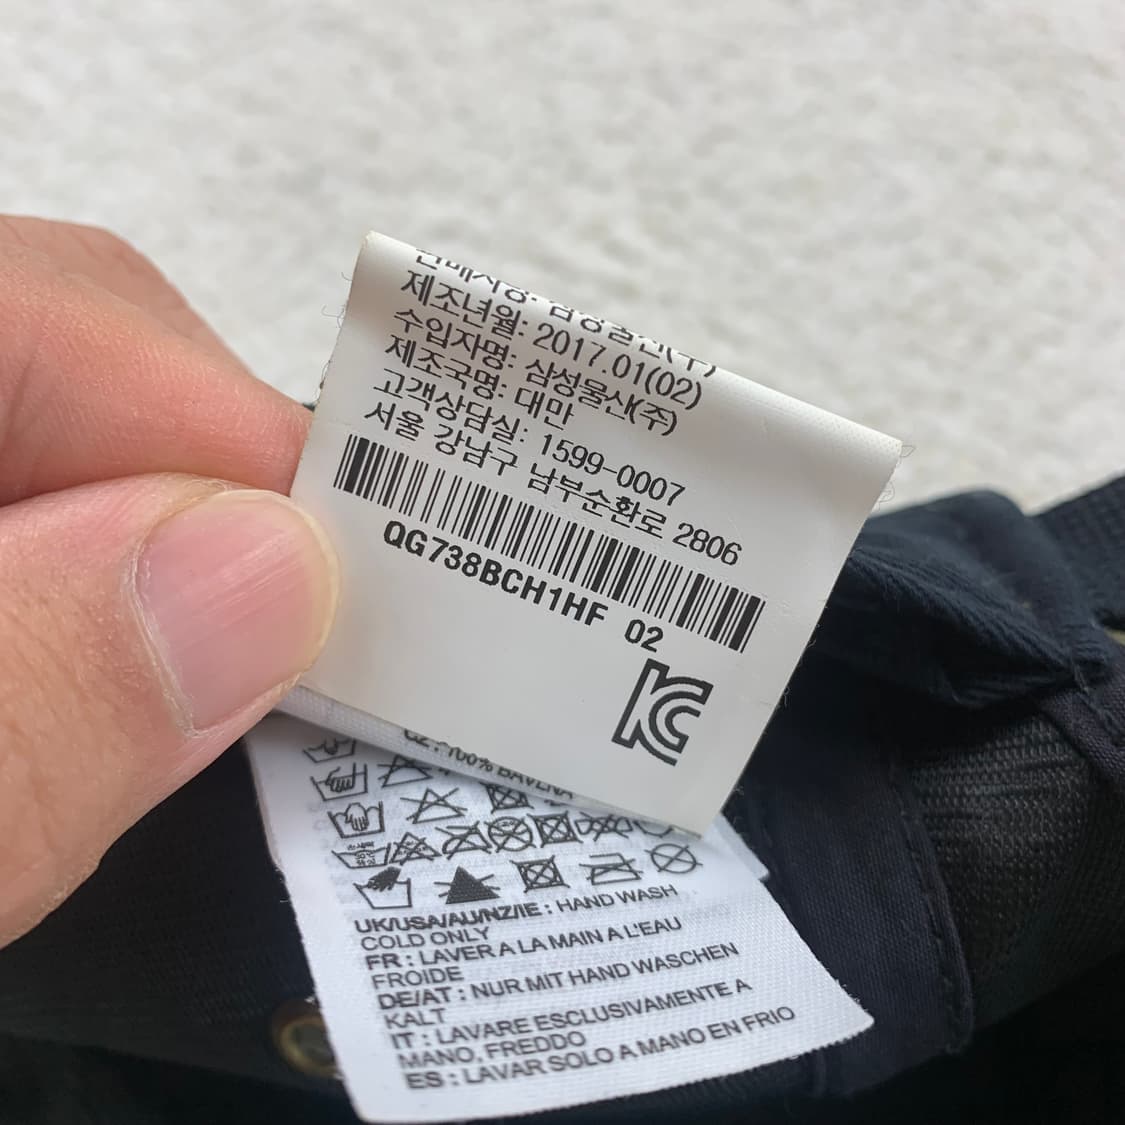 제조년월: 2017.01(02)
수입자명: 삼성물산(주)
제조국명: 대만
고객상담실: 1599-0007
서울 강남구 남부순환로 2806
QG738BCH1HF 02
02 : 100% BAVENA
UK/USA/AU/NZ/IE : HAND WASH
COLD ONLY
FR : LAVER A LA MAIN A L'EAU
FROIDE
DE/AT : NUR MIT HAND WASCHEN
KALT
IT : LAVARE ESCLUSIVAMENTE A
MANO, FREDDO
ES : LAVAR SOLO A MANO EN FRIO